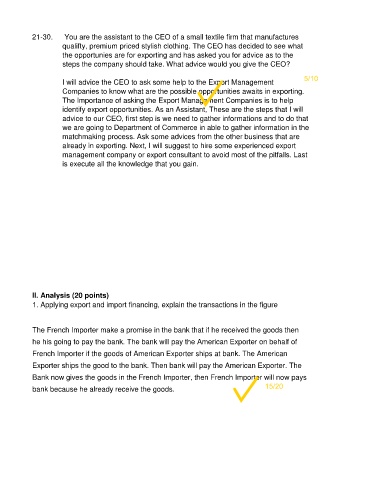 21-30. You are the assistant to the CEO of a small textile firm that manufactures
qualifty, premium priced stylish clothing. The CEO has decided to see what
the opportunies are for exporting and has asked you for advice as to the
steps the company should take. What advice would you give the CEO?
5/10
I will advice the CEO to ask some help to the Export Management
Companies to know what are the possible opportunities awaits in exporting.
The Importance of asking the Export Management Companies is to help
identify export opportunities. As an Assistant, These are the steps that I will
advice to our CEO, first step is we need to gather informations and to do that
we are going to Department of Commerce in able to gather information in the
matchmaking process. Ask some advices from the other business that are
already in exporting. Next, I will suggest to hire some experienced export
management company or export consultant to avoid most of the pitfalls. Last
is execute all the knowledge that you gain.
II. Analysis (20 points)
1. Applying export and import financing, explain the transactions in the figure
The French Importer make a promise in the bank that if he received the goods then
he his going to pay the bank. The bank will pay the American Exporter on behalf of
French Importer if the goods of American Exporter ships at bank. The American
Exporter ships the good to the bank. Then bank will pay the American Exporter. The
Bank now gives the goods in the French Importer, then French Importer will now pays
bank because he already receive the goods.
15/20